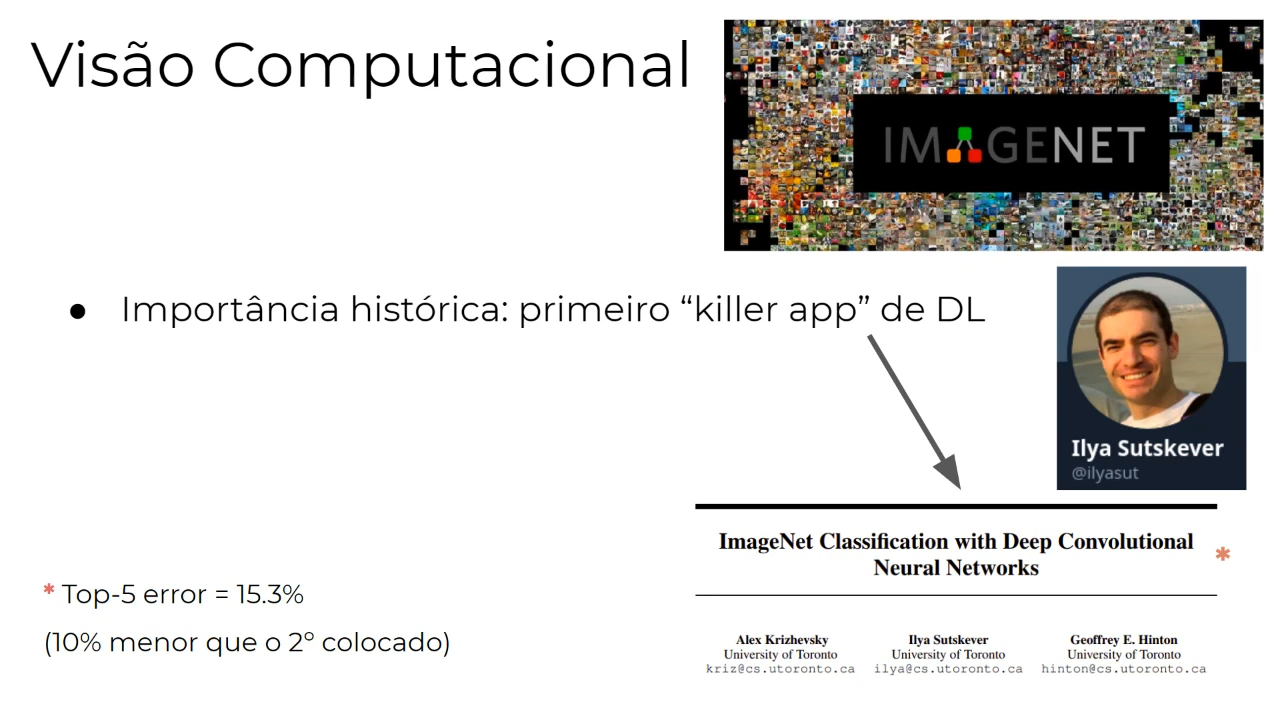 Visão Computacional
IMAGENET
● Importância histórica: primeiro “killer app” de DL
Ilya Sutskever
@ilyasut
ImageNet Classification with Deep Convolutional
Neural Networks
*
* Top-5 error = 15.3%
(10% menor que o 2º colocado)
Alex Krizhevsky
University of Toronto
kriz@cs.utoronto.ca
Ilya Sutskever
University of Toronto
ilya@cs.utoronto.ca
Geoffrey E. Hinton
University of Toronto
hinton@cs.utoronto.ca